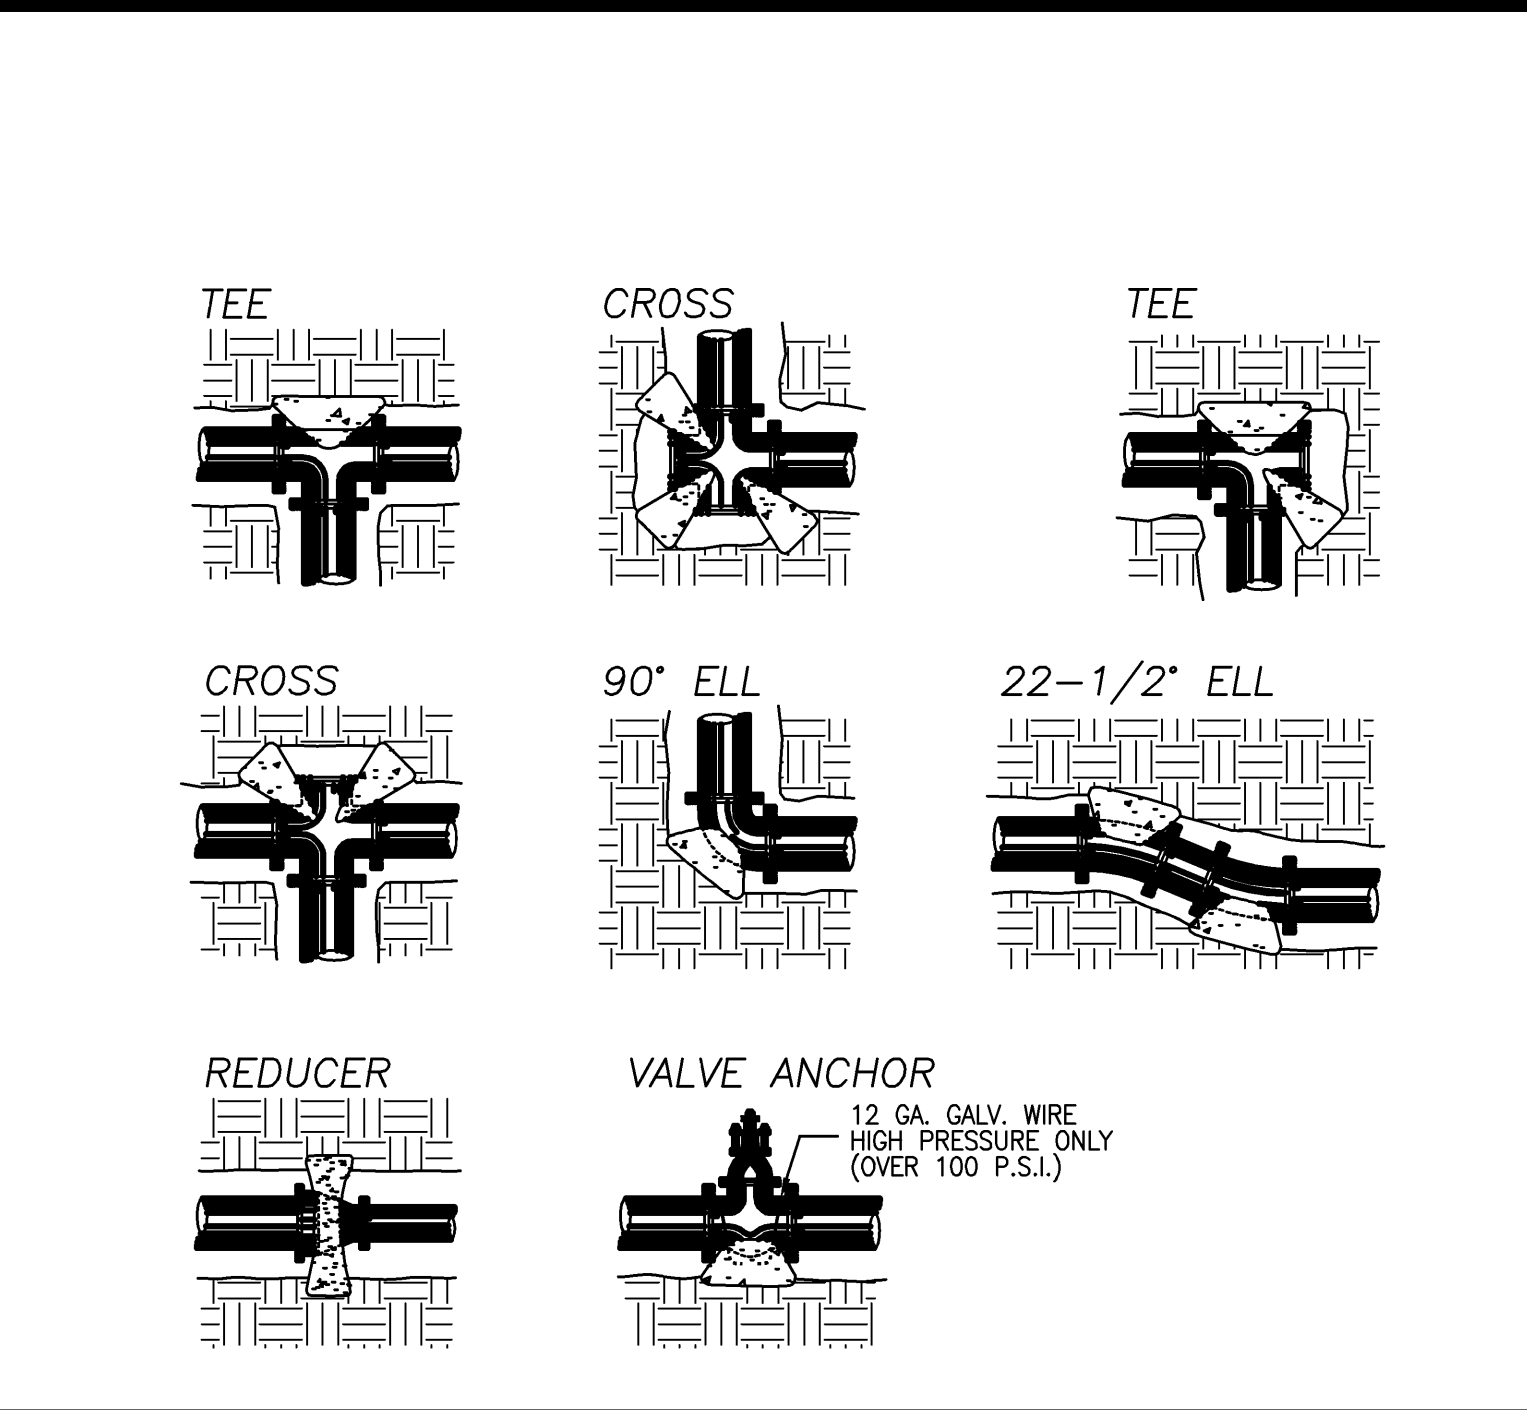 TEE
CROSS
TEE
CROSS
90° ELL
22-1/2° ELL
REDUCER
VALVE ANCHOR
12 GA. GALV. WIRE
HIGH PRESSURE ONLY
(OVER 100 P.S.I.)